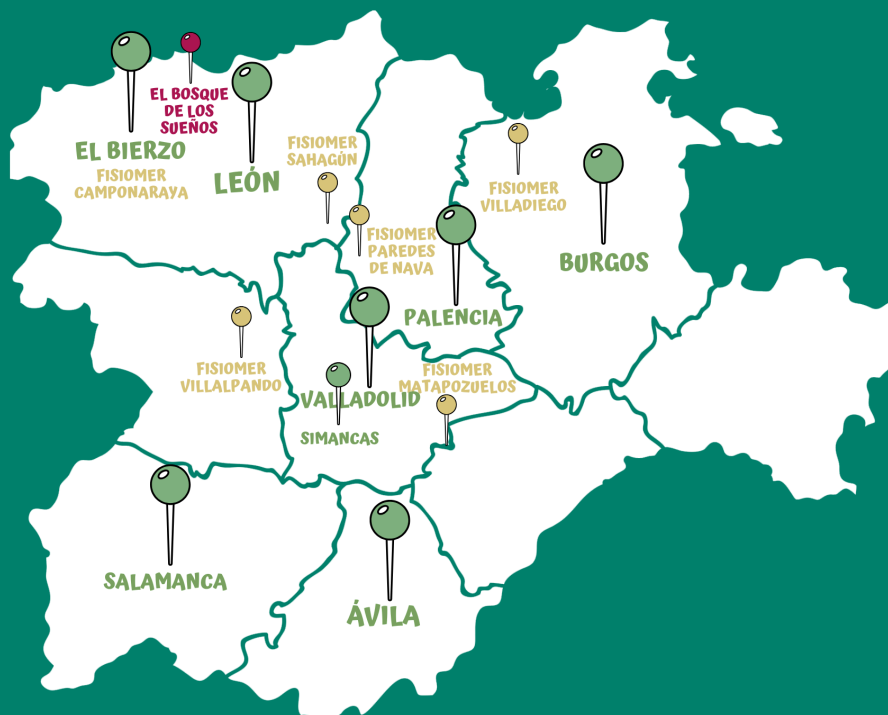 EL BOSQUE
DE LOS
SUEÑOS
EL BIERZO
FISIOMER
CAMPONARAYA
LEÓN
FISIOMER
SAHAGÚN
FISIOMER
PAREDES
DE NAVA
FISIOMER
VILLADIEGO
BURGOS
PALENCIA
FISIOMER
VILLALPANDO
VALLADOLID
FISIOMER
MATAPOZUELOS
SIMANCAS
SALAMANCA
ÁVILA